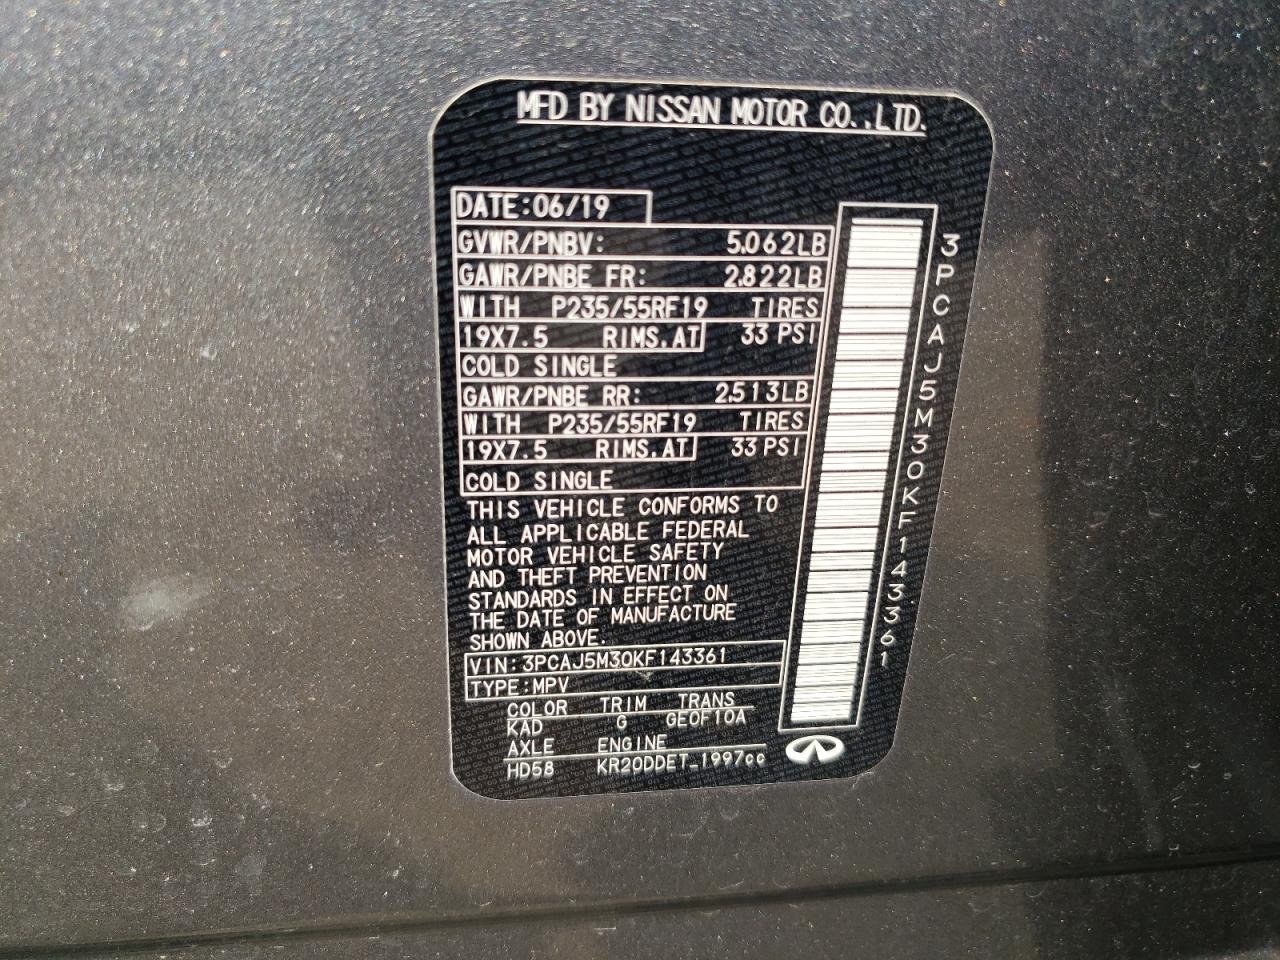 MFD BY NISSAN MOTOR CO.,LTD.
DATE:06/19
GVWR/PNBV: 5,062LB
GAWR/PNBE FR: 2,822LB
WITH P235/55RF19 TIRES
19X7.5 RIMS.AT 33 PSI
COLD SINGLE
GAWR/PNBE RR: 2,513LB
WITH P235/55RF19 TIRES
19X7.5 RIMS.AT 33 PSI
COLD SINGLE
THIS VEHICLE CONFORMS TO
ALL APPLICABLE FEDERAL
MOTOR VEHICLE SAFETY
AND THEFT PREVENTION
STANDARDS IN EFFECT ON
THE DATE OF MANUFACTURE
SHOWN ABOVE.
VIN:3PCAJ5M30KF143361
TYPE:MPV
COLOR TRIM TRANS
KAD G GEOF10A
AXLE ENGINE
HD58 KR20DDET_1997cc
3PCAJ5M30KF143361